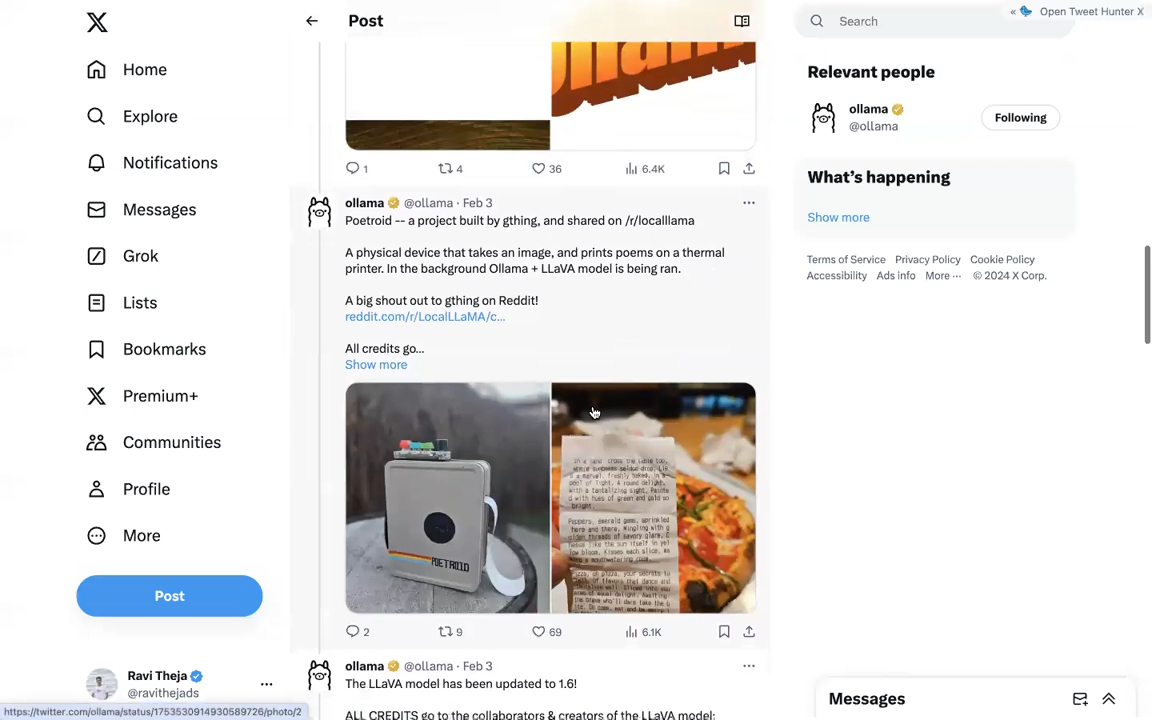 « Open Tweet Hunter X
Home
Explore
Notifications
Messages
Grok
Lists
Bookmarks
Premium+
Communities
Profile
More
Post
Ravi Theja
@ravithejads
https://twitter.com/ollama/status/1753530914930589726/photo/2
Post
ollama
1
4
36
6.4K
ollama @ollama · Feb 3
Poetroid -- a project built by gthing, and shared on /r/localllama
A physical device that takes an image, and prints poems on a thermal
printer. In the background Ollama + LLaVA model is being ran.
A big shout out to gthing on Reddit!
reddit.com/r/LocalLLaMA/c...
All credits go...
Show more
POETROID
2
9
69
6.1K
ollama @ollama · Feb 3
The LLaVA model has been updated to 1.6!
ALL CREDITS go to the collaborators & creators of the LLaVA model:
Search
Relevant people
ollama
@ollama
Following
What's happening
Show more
Terms of Service Privacy Policy Cookie Policy
Accessibility Ads info More ··· © 2024 X Corp.
Messages